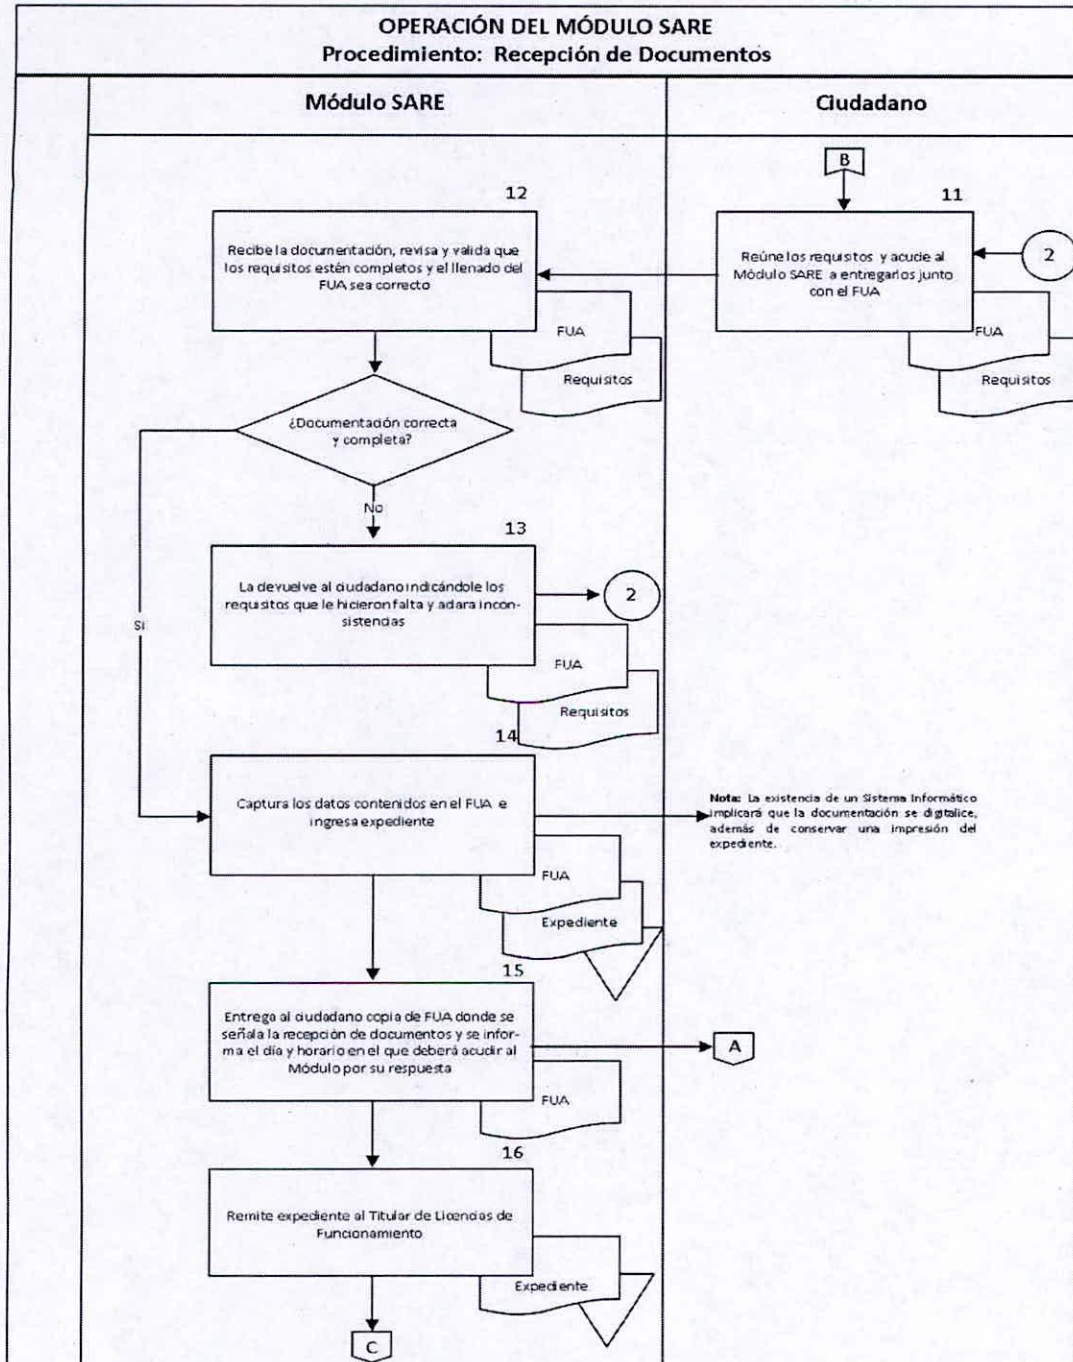 OPERACIÓN DEL MÓDULO SARE
Procedimiento: Recepción de Documentos
Módulo SARE
Ciudadano
B
11
Reúne los requisitos y acude al
Módulo SARE a entregarlos junto
con el FUA
2
FUA
Requisitos
12
Recibe la documentación, revisa y valida que
los requisitos estén completos y el llenado del
FUA sea correcto
FUA
Requisitos
¿Documentación correcta
y completa?
No
Si
13
La devuelve al ciudadano indicándole los
requisitos que le hicieron falta y aclara incon-
sistencias
2
FUA
Requisitos
14
Captura los datos contenidos en el FUA e
ingresa expediente
Nota: La existencia de un Sistema Informático
implicará que la documentación se digitalice,
además de conservar una impresión del
expediente.
FUA
Expediente
15
Entrega al ciudadano copia de FUA donde se
señala la recepción de documentos y se infor-
ma el día y horario en el que deberá acudir al
Módulo por su respuesta
A
FUA
16
Remite expediente al Titular de Licencias de
Funcionamiento
Expediente
C